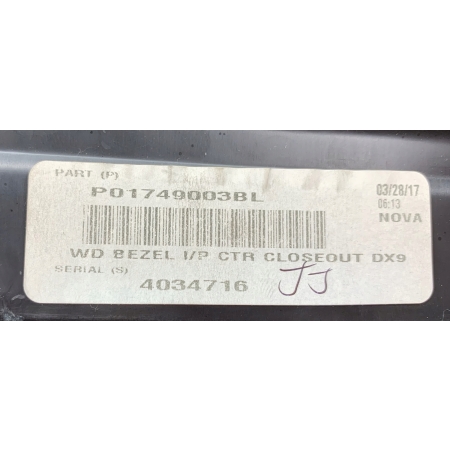 PART (P)
P01749003BL
03/28/17
06:13
NOVA
WD BEZEL I/P CTR CLOSEOUT DX9
SERIAL (S)
4034716
JJ